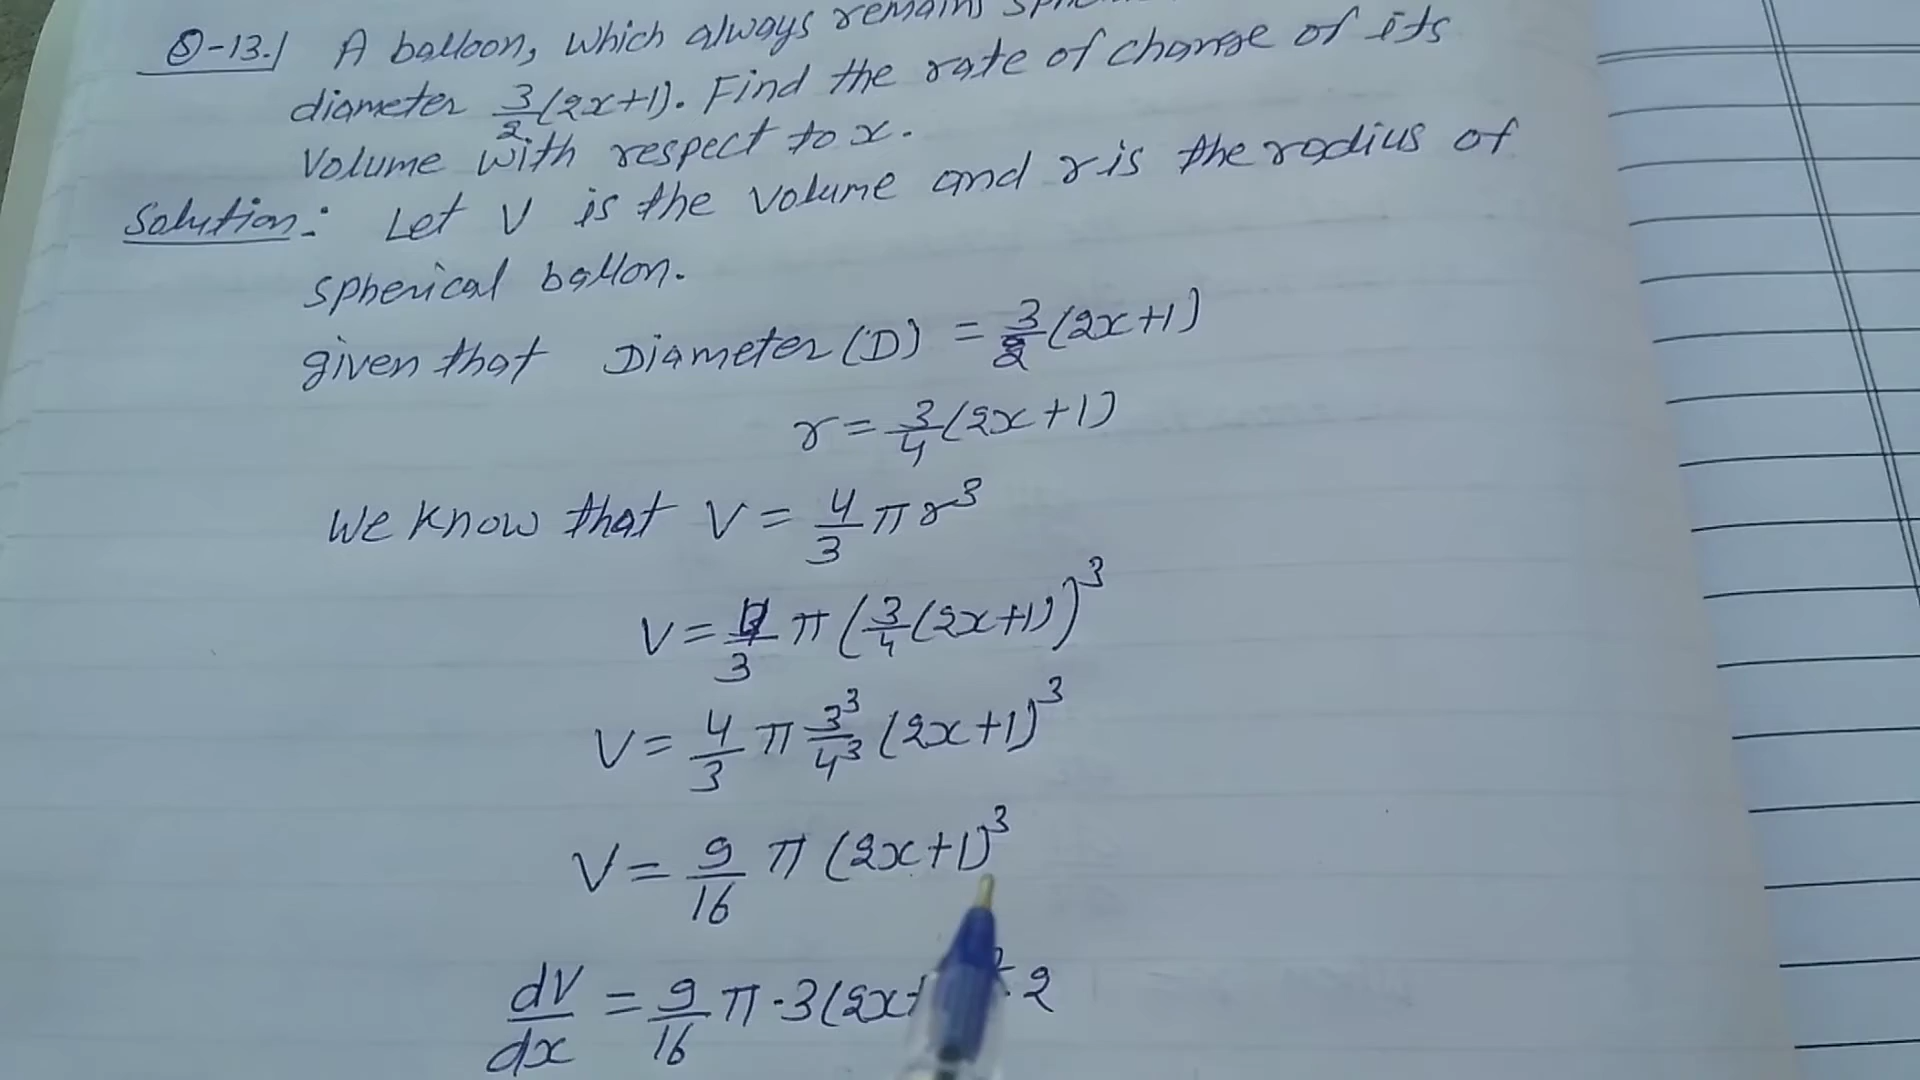 Q-13. A balloon, which always remains
diameter 3/2(2x+1). Find the rate of change of its
Volume with respect to x.
Solution: Let V is the volume and r is the radius of
spherical ballon.
given that Diameter (D) = 3/2(2x+1)
r = 3/4(2x+1)
We know that V = 4/3 π r³
V = 4/3 π (3/4(2x+1))³
V = 4/3 π 3³/4³ (2x+1)³
V = 9/16 π (2x+1)³
dV/dx = 9/16 π · 3(2x+ · 2